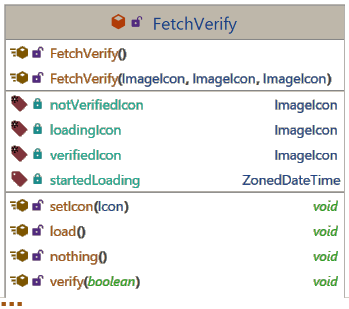 FetchVerify
FetchVerify()
FetchVerify(ImageIcon, ImageIcon, ImageIcon)
notVerifiedIcon ImageIcon
loadingIcon ImageIcon
verifiedIcon ImageIcon
startedLoading ZonedDateTime
setIcon(Icon) void
load() void
nothing() void
verify(boolean) void